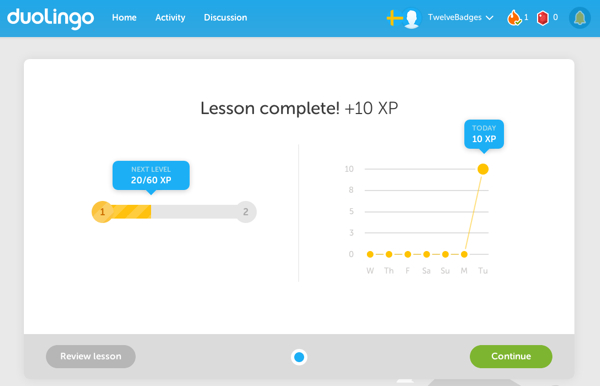 duolingo
Home
Activity
Discussion
TwelveBadges
1
0
Lesson complete! +10 XP
NEXT LEVEL
20/60 XP
1
2
TODAY
10 XP
10
8
5
3
0
W Th F Sa Su M Tu
Review lesson
Continue